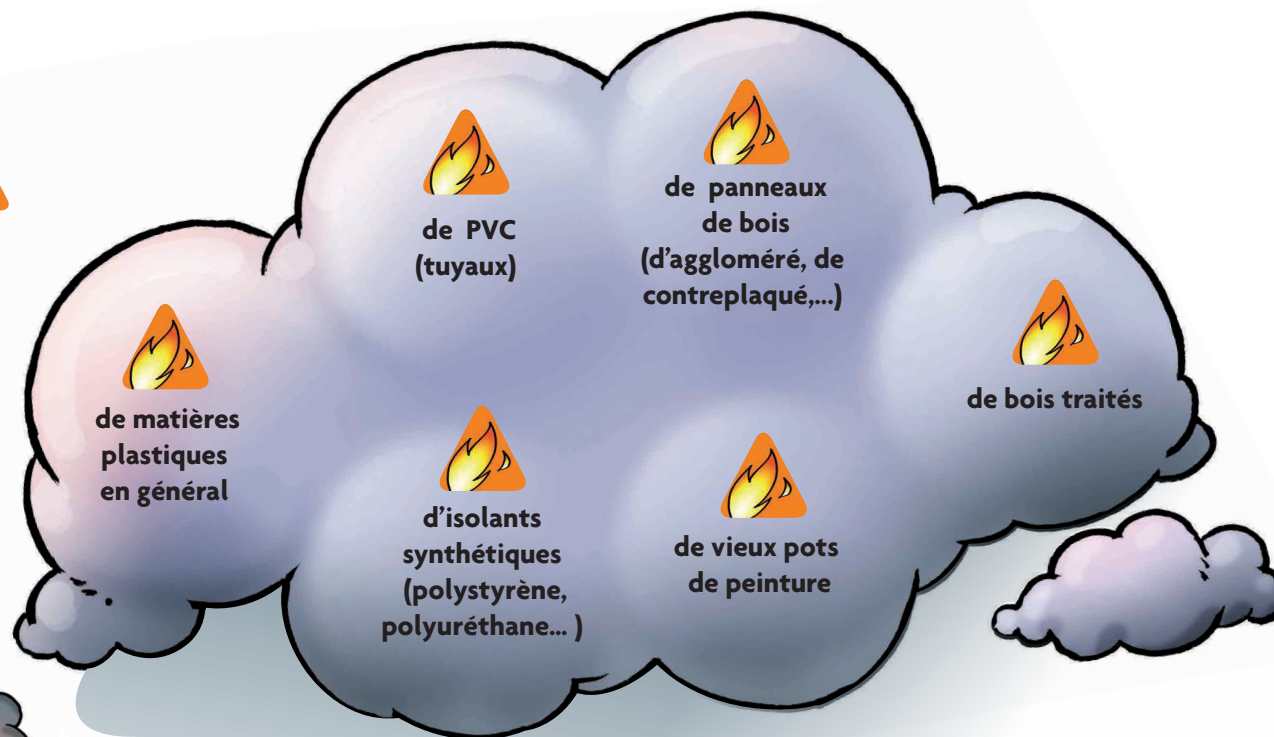 de PVC
(tuyaux)
de panneaux
de bois
(d'aggloméré, de
contreplaqué,...)
de matières
plastiques
en général
de bois traités
d'isolants
synthétiques
(polystyrène,
polyuréthane... )
de vieux pots
de peinture